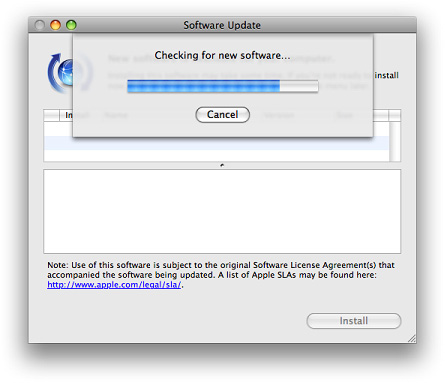 Software Update
Checking for new software...
install
Cancel
Note: Use of this software is subject to the original Software License Agreement(s) that
accompanied the software being updated. A list of Apple SLAs may be found here:
http://www.apple.com/legal/sla/.
Install